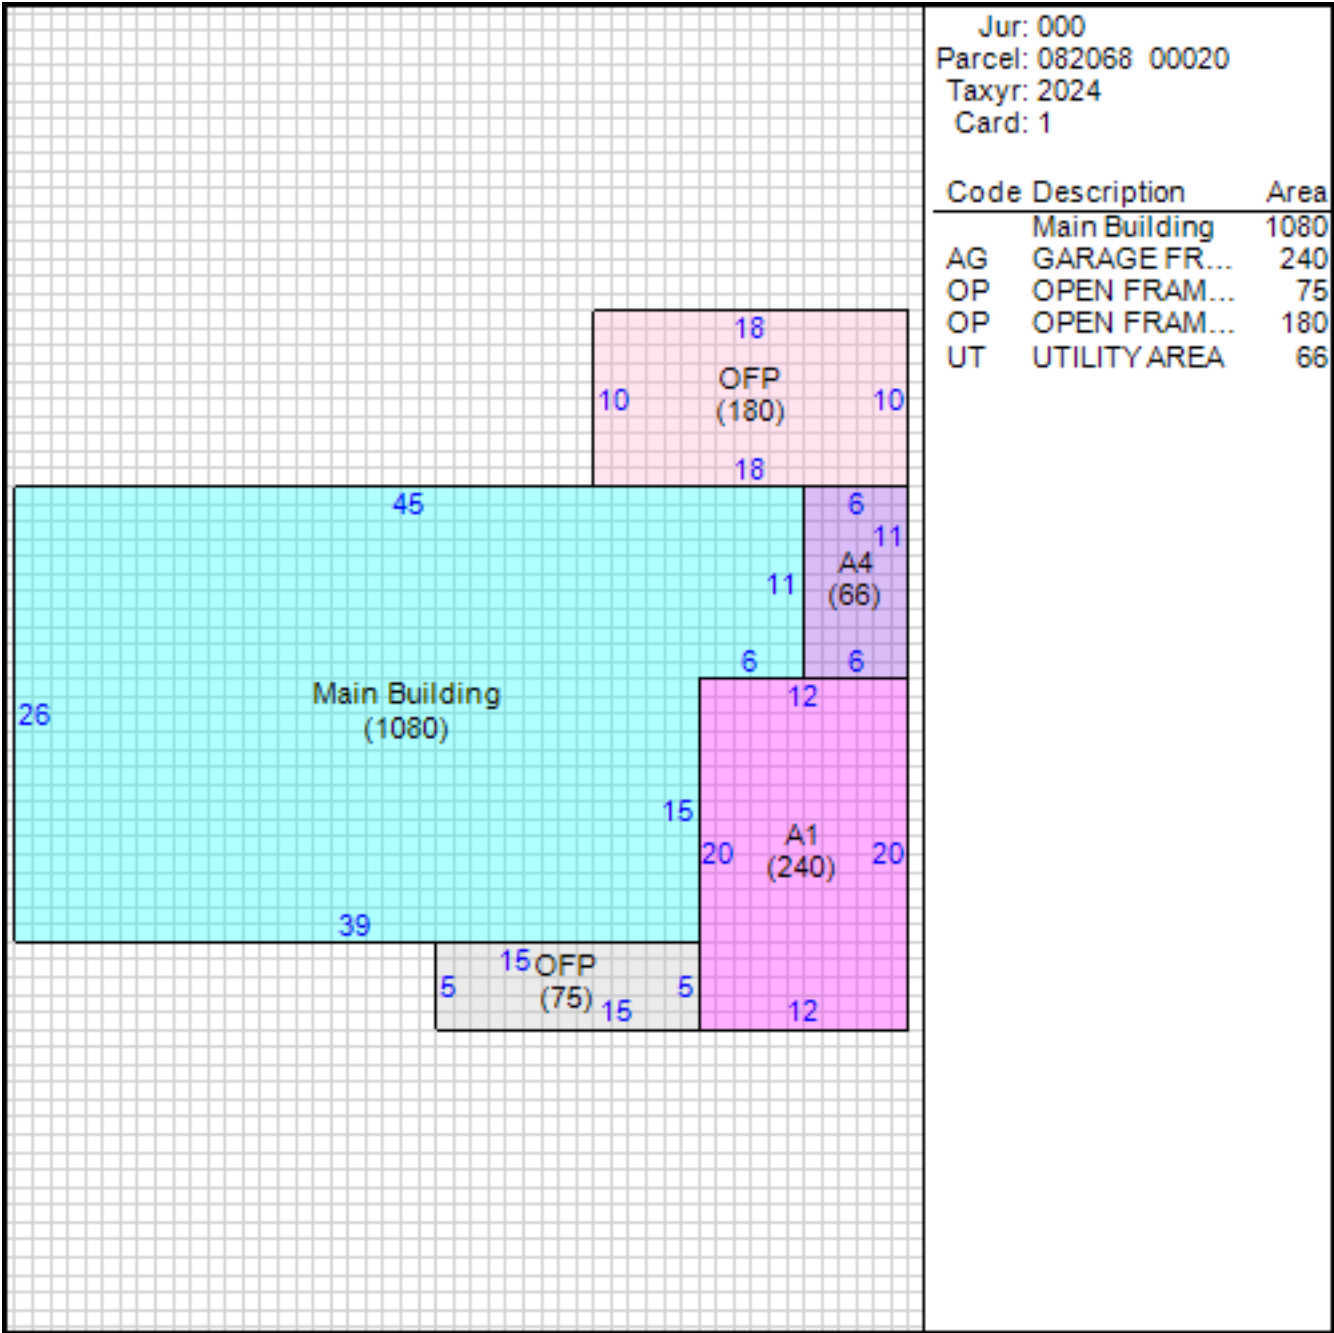 Jur: 000
Parcel: 082068 00020
Taxyr: 2024
Card: 1
Code Description Area
Main Building 1080
AG GARAGE FR... 240
OP OPEN FRAM... 75
OP OPEN FRAM... 180
UT UTILITY AREA 66
18
OFP
10 (180) 10
18
45
6
11
A4
11 (66)
6 6
Main Building
12
26 (1080)
15
A1
20 (240) 20
39
15 OFP
5 (75) 5
15 12